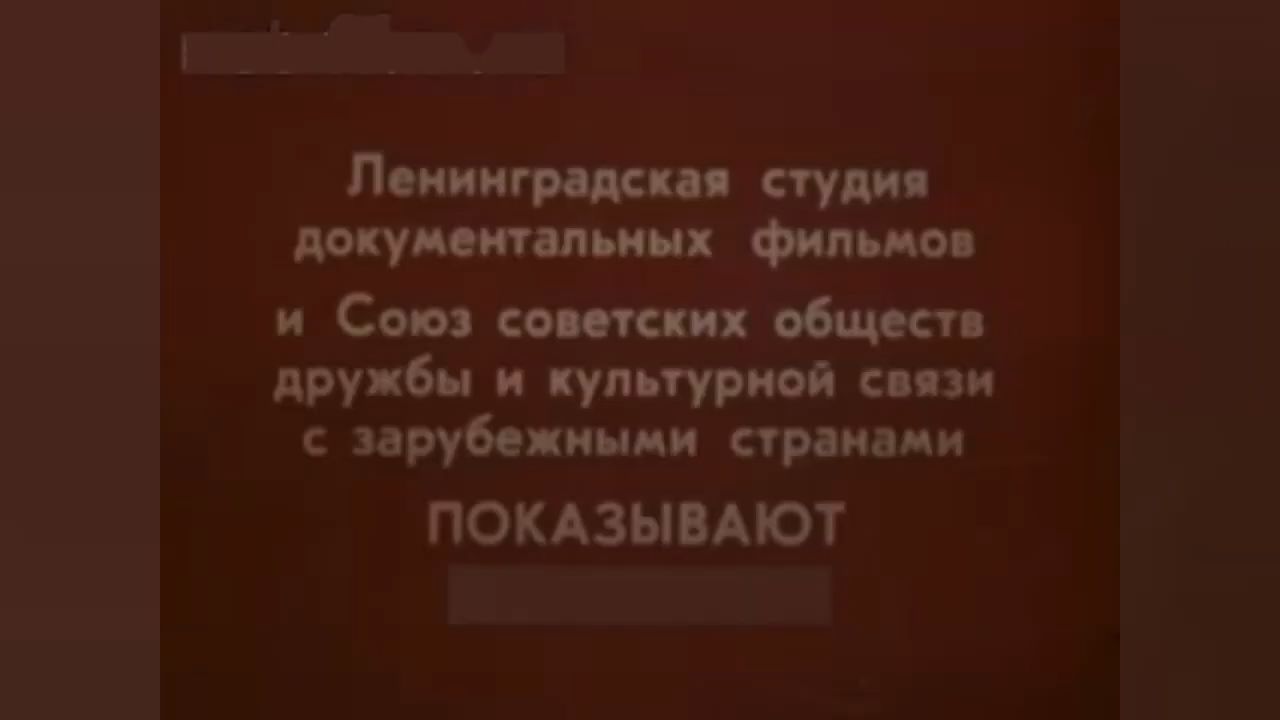 Ленинградская студия
документальных фильмов
и Союз советских обществ
дружбы и культурной связи
с зарубежными странами
ПОКАЗЫВАЮТ